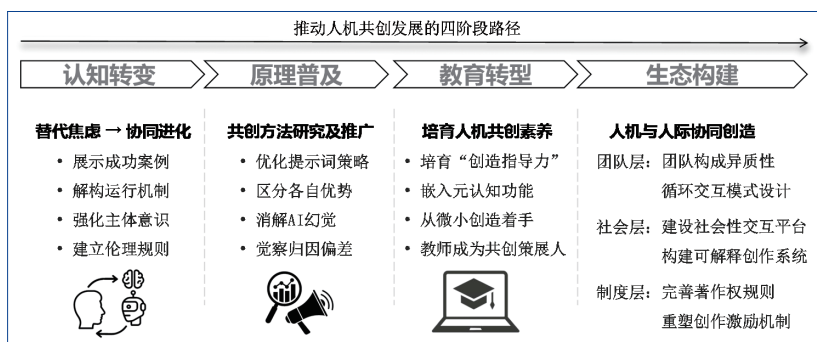 推动人机共创发展的四阶段路径
认知转变
原理普及
教育转型
生态构建
替代焦虑 → 协同进化
• 展示成功案例
• 解构运行机制
• 强化主体意识
• 建立伦理规则
共创方法研究及推广
• 优化提示词策略
• 区分各自优势
• 消解AI幻觉
• 觉察归因偏差
培育人机共创素养
• 培育“创造指导力”
• 嵌入元认知功能
• 从微小创造着手
• 教师成为共创策展人
人机与人际协同创造
团队层：团队构成异质性
循环交互模式设计
社会层：建设社会性交互平台
构建可解释创作系统
制度层：完善著作权规则
重塑创作激励机制